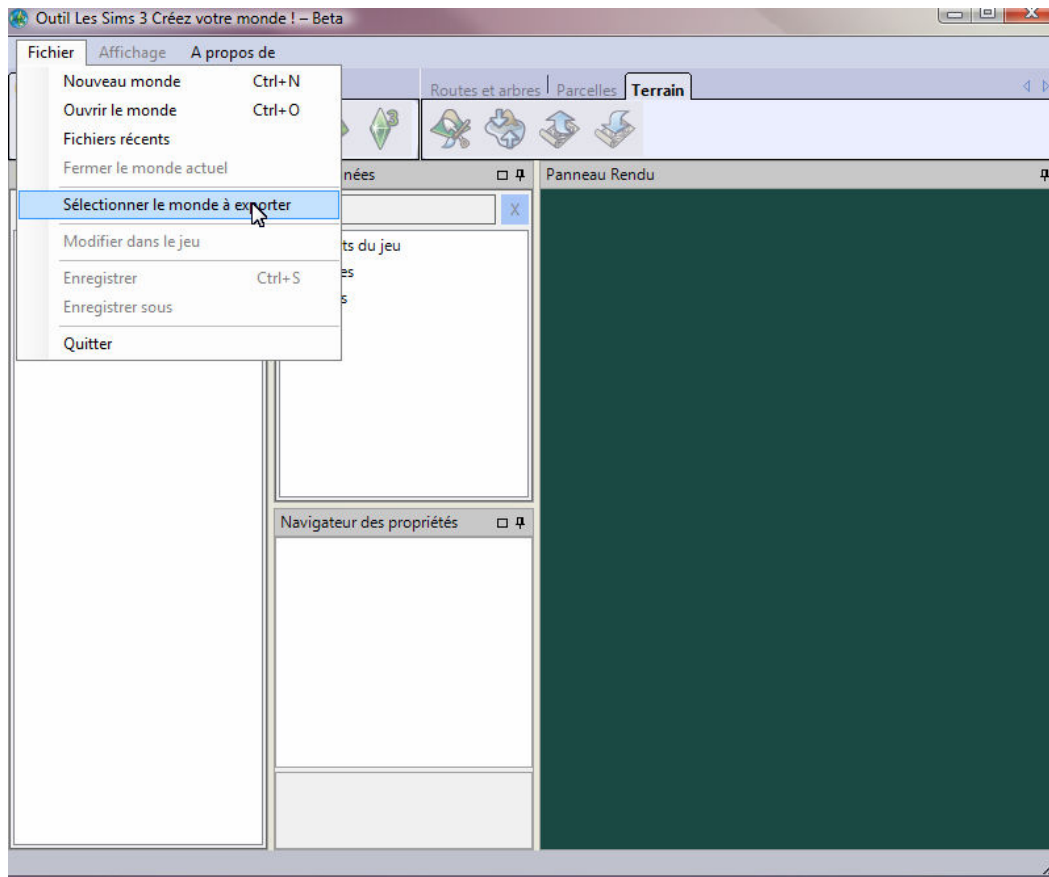 Outil Les Sims 3 Créez votre monde ! – Beta
Fichier Affichage A propos de
Nouveau monde Ctrl+N
Ouvrir le monde Ctrl+O
Fichiers récents
Fermer le monde actuel
Sélectionner le monde à exporter
Modifier dans le jeu
Enregistrer Ctrl+S
Enregistrer sous
Quitter
Routes et arbres Parcelles Terrain
3
nées
Panneau Rendu
X
ts du jeu
es
s
Navigateur des propriétés